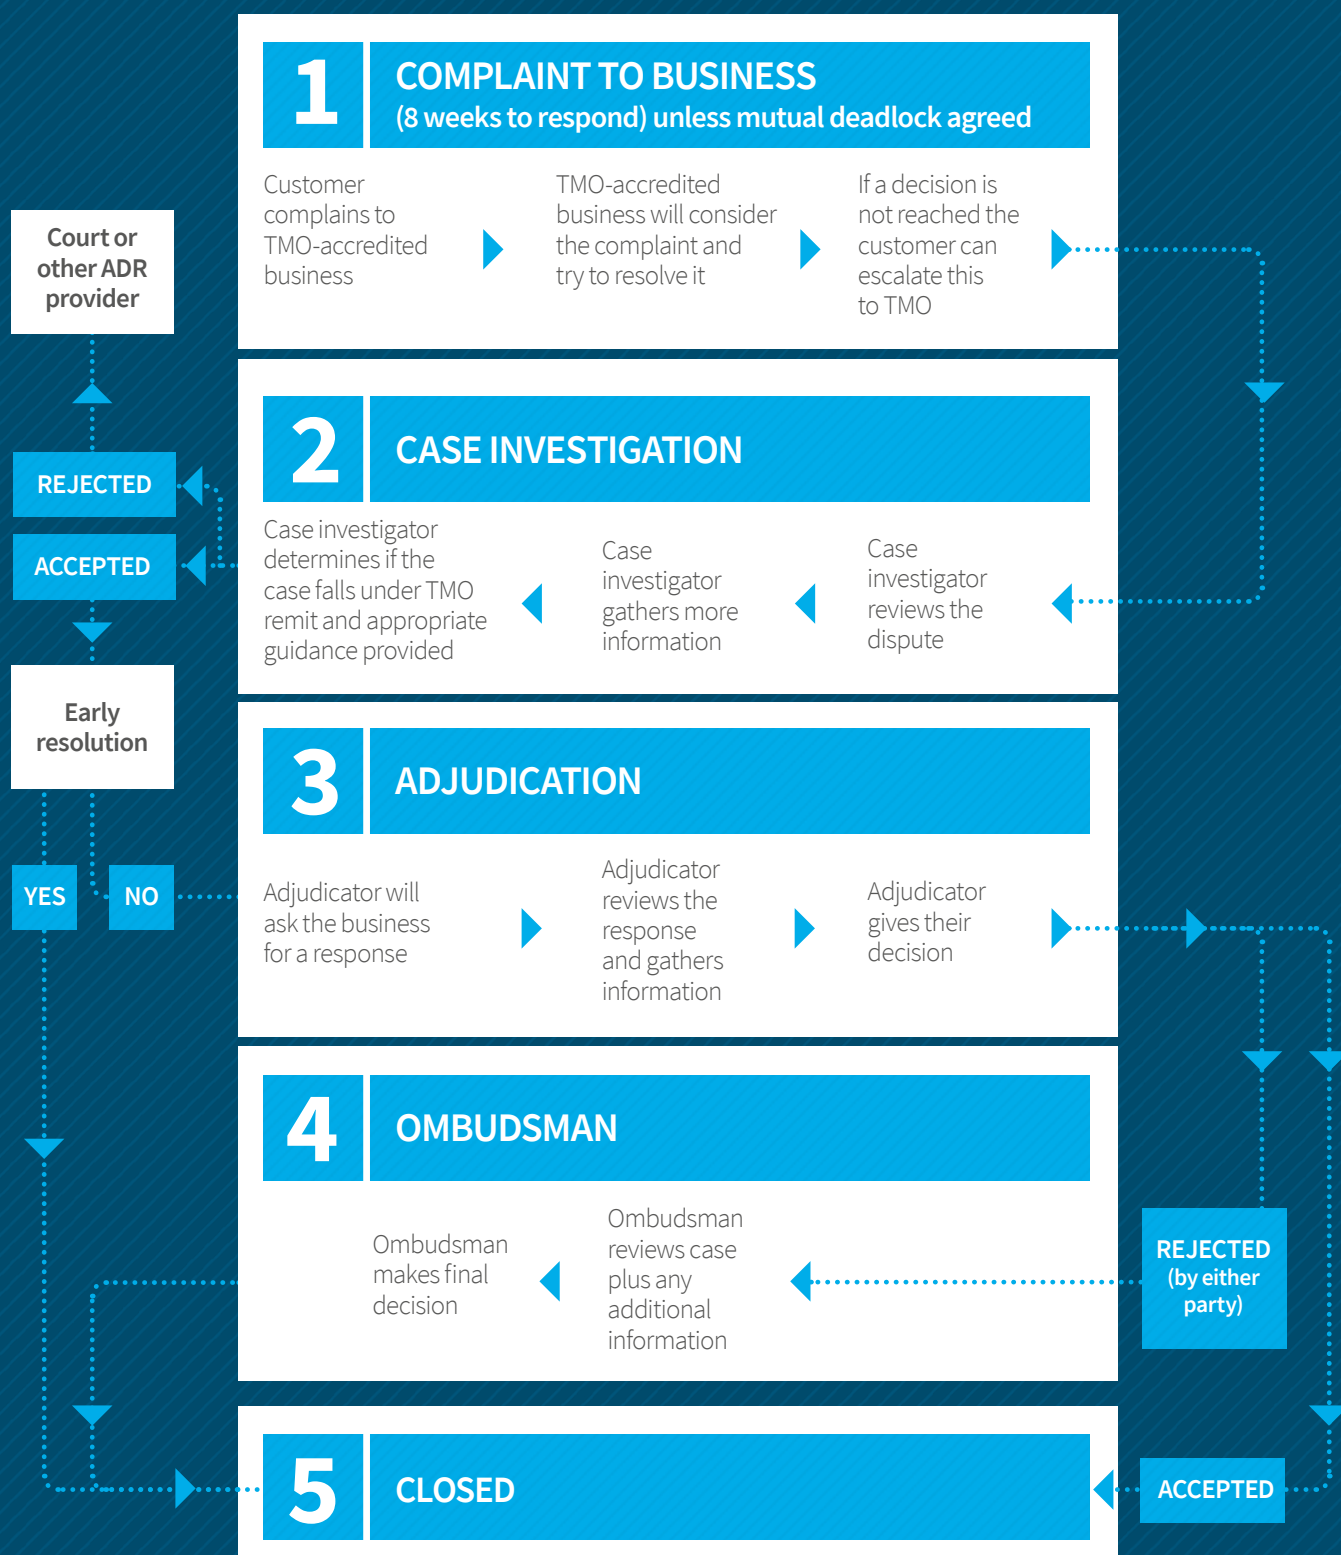 1
COMPLAINT TO BUSINESS
(8 weeks to respond) unless mutual deadlock agreed
Customer
complains to
TMO-accredited
business
TMO-accredited
business will consider
the complaint and
try to resolve it
If a decision is
not reached the
customer can
escalate this
to TMO
Court or
other ADR
provider
REJECTED
ACCEPTED
2
CASE INVESTIGATION
Case investigator
determines if the
case falls under TMO
remit and appropriate
guidance provided
Case
investigator
gathers more
information
Case
investigator
reviews the
dispute
Early
resolution
YES
NO
3
ADJUDICATION
Adjudicator will
ask the business
for a response
Adjudicator
reviews the
response
and gathers
information
Adjudicator
gives their
decision
4
OMBUDSMAN
Ombudsman
makes final
decision
Ombudsman
reviews case
plus any
additional
information
REJECTED
(by either
party)
5
CLOSED
ACCEPTED